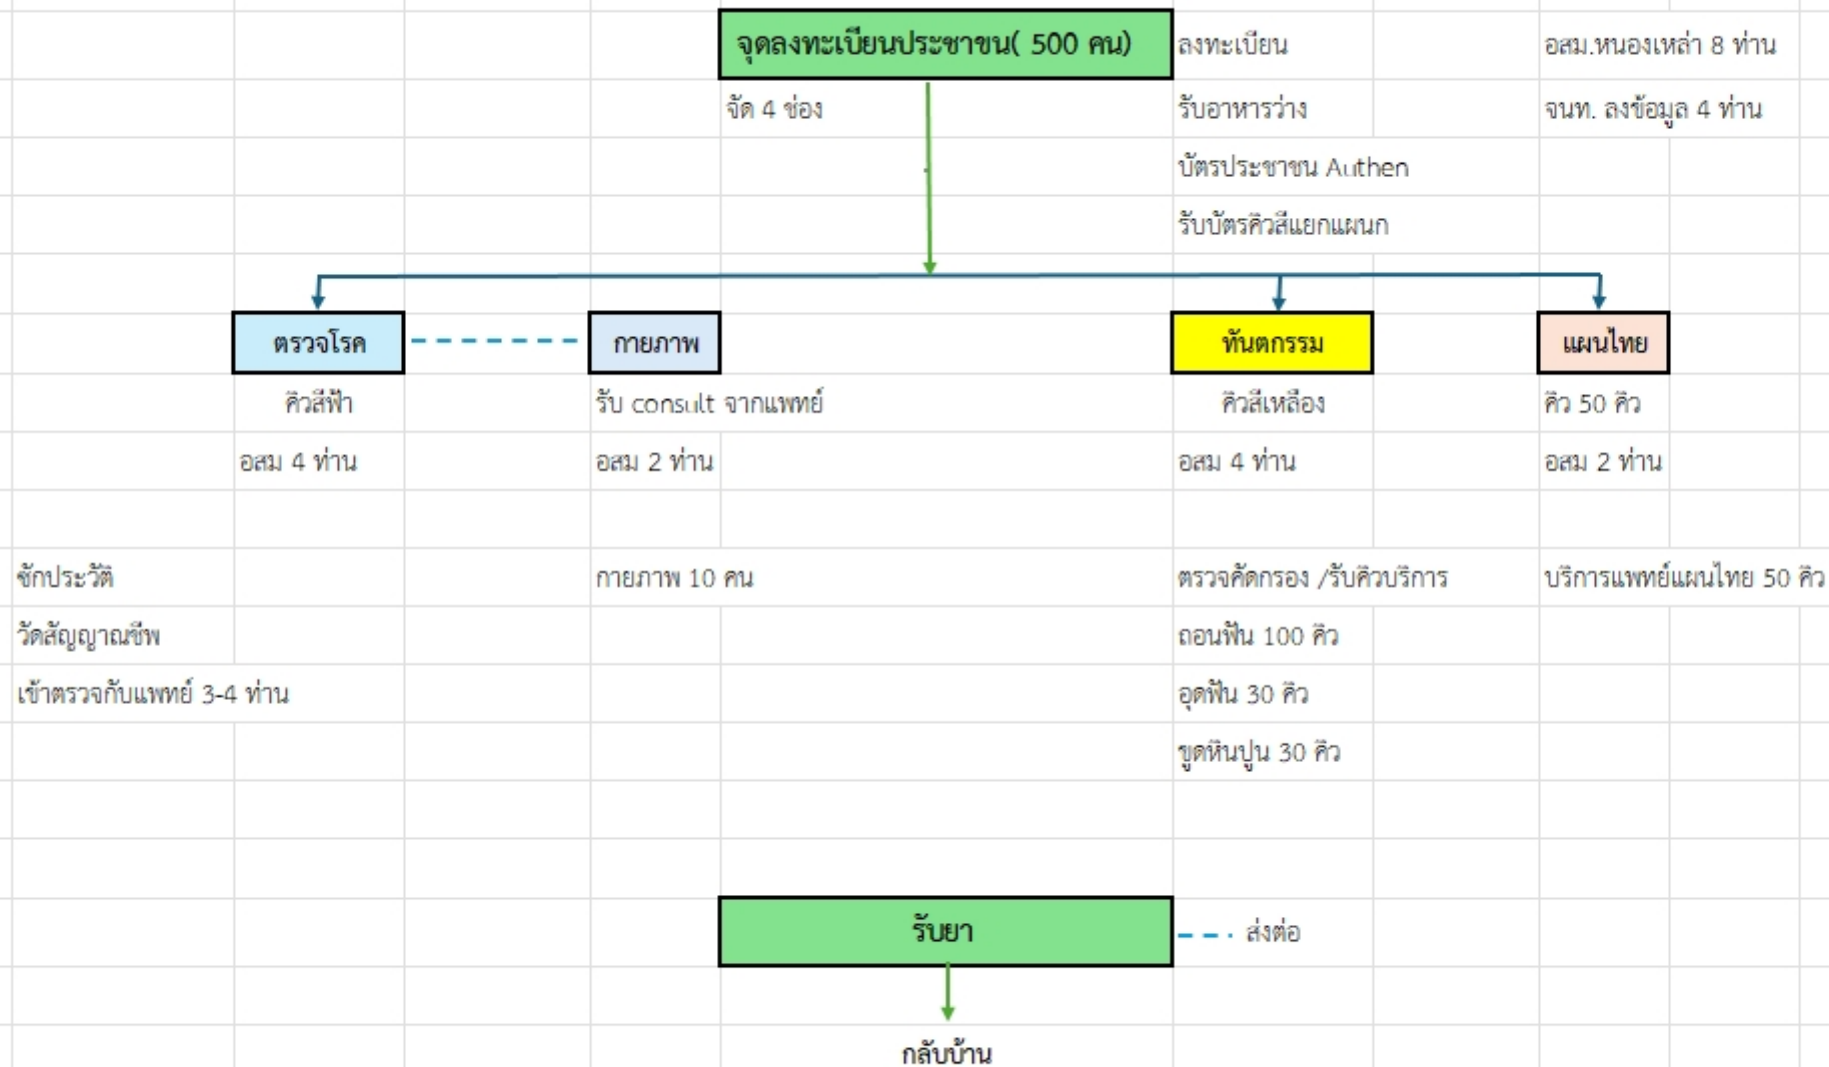 จุดลงทะเบียนประชาขน( 500 คน) ลงทะเบียน อสม.หนองเหล่า 8 ท่าน
จัด 4 ช่อง รับอาหารว่าง จนท. ลงข้อมูล 4 ท่าน
บัตรประชาชน Authen
รับบัตรคิวสีแยกแผนก
ตรวจโรค กายภาพ ทันตกรรม แผนไทย
คิวสีฟ้า รับ consult จากแพทย์ คิวสีเหลือง คิว 50 คิว
อสม 4 ท่าน อสม 2 ท่าน อสม 4 ท่าน อสม 2 ท่าน
ซักประวัติ กายภาพ 10 คน ตรวจคัดกรอง /รับคิวบริการ บริการแพทย์แผนไทย 50 คิว
วัดสัญญาณชีพ ถอนฟัน 100 คิว
เข้าตรวจกับแพทย์ 3-4 ท่าน อุดฟัน 30 คิว
ขูดหินปูน 30 คิว
รับยา ส่งต่อ
กลับบ้าน